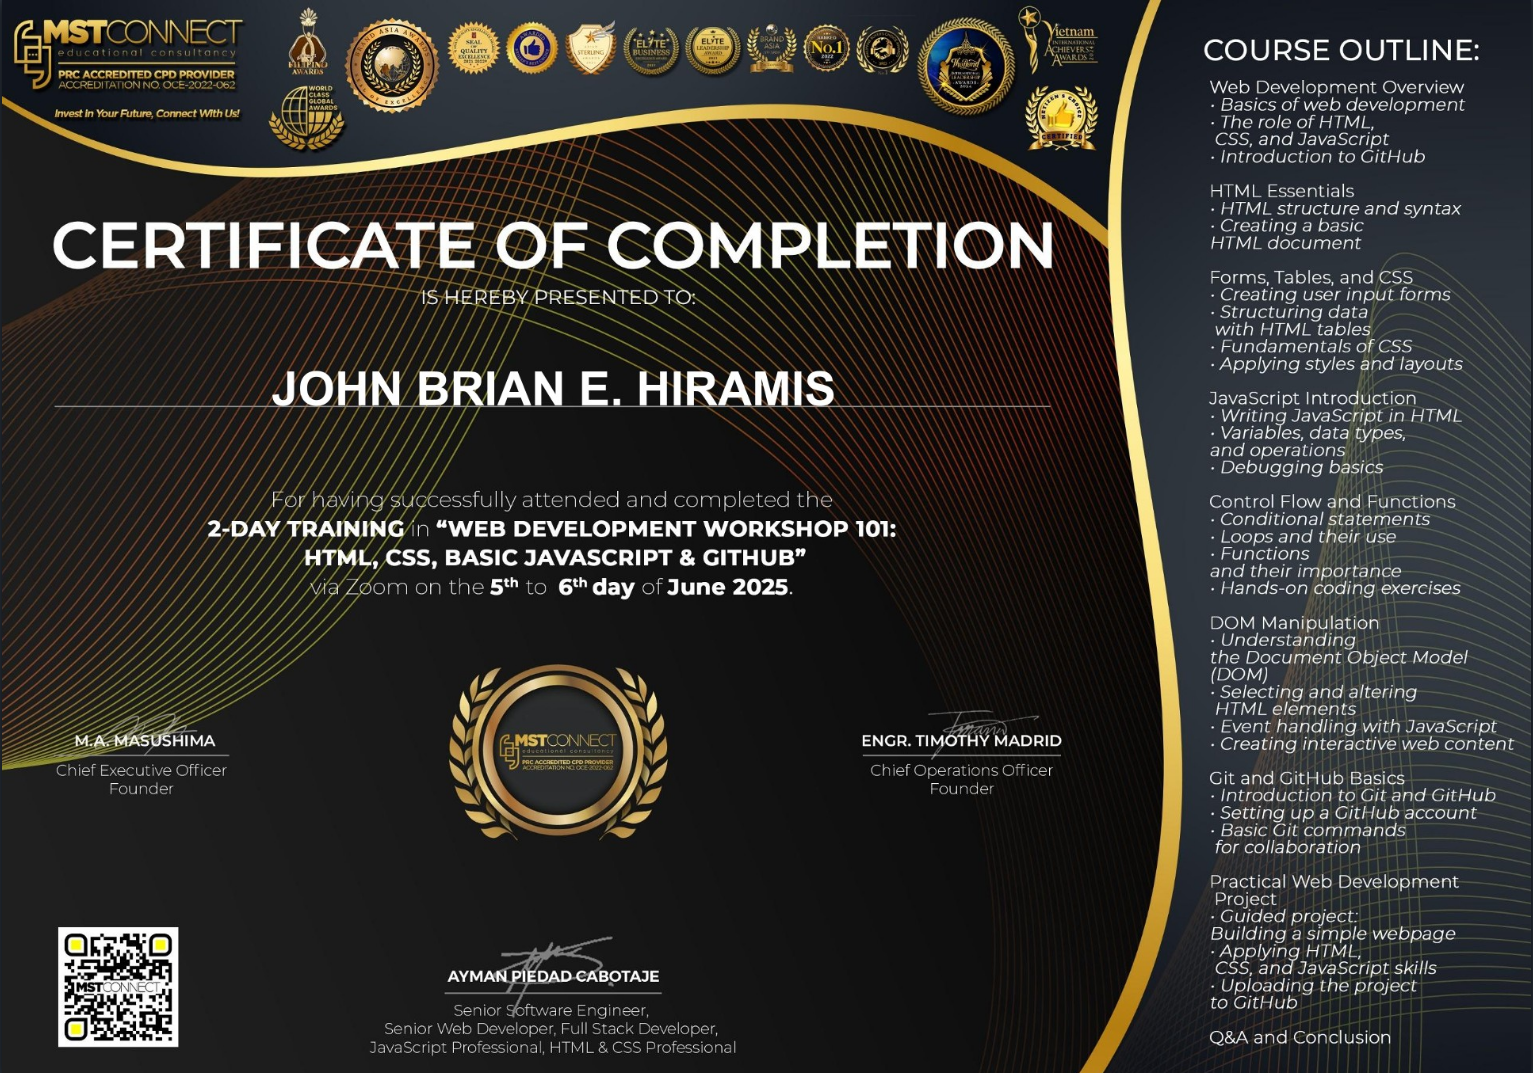 MSTCONNECT
educational consultancy
PRC ACCREDITED CPD PROVIDER
ACCREDITATION NO. OCE-2022-062
Invest In Your Future, Connect With Us!
FILIPINO
AWARDS
WORLD
CLASS
GLOBAL
AWARDS
BRAND ASIA AWARDS
SEAL
OF
QUALITY
EXCELLENCE
STERLING
ELYTE
BUSINESS
ELYTE
LEADERSHIP
AWARD
BRAND
ASIA
No.1
2022
Thailand
Vietnam
INTERNATIONAL
ACHIEVERS
AWARDS
CERTIFIED
CERTIFICATE OF COMPLETION
IS HEREBY PRESENTED TO:
JOHN BRIAN E. HIRAMIS
For having successfully attended and completed the
2-DAY TRAINING in “WEB DEVELOPMENT WORKSHOP 101:
HTML, CSS, BASIC JAVASCRIPT & GITHUB”
via Zoom on the 5th to 6th day of June 2025.
M.A. MASUSHIMA
Chief Executive Officer
Founder
MSTCONNECT
educational consultancy
PRC ACCREDITED CPD PROVIDER
ACCREDITATION NO. OCE-2022-062
ENGR. TIMOTHY MADRID
Chief Operations Officer
Founder
MSTCONNECT
AYMAN PIEDAD CABOTAJE
Senior Software Engineer,
Senior Web Developer, Full Stack Developer,
JavaScript Professional, HTML & CSS Professional
COURSE OUTLINE:
Web Development Overview
· Basics of web development
· The role of HTML,
CSS, and JavaScript
· Introduction to GitHub
HTML Essentials
· HTML structure and syntax
· Creating a basic
HTML document
Forms, Tables, and CSS
· Creating user input forms
· Structuring data
with HTML tables
· Fundamentals of CSS
· Applying styles and layouts
JavaScript Introduction
· Writing JavaScript in HTML
· Variables, data types,
and operations
· Debugging basics
Control Flow and Functions
· Conditional statements
· Loops and their use
· Functions
and their importance
· Hands-on coding exercises
DOM Manipulation
· Understanding
the Document Object Model
(DOM)
· Selecting and altering
HTML elements
· Event handling with JavaScript
· Creating interactive web content
Git and GitHub Basics
· Introduction to Git and GitHub
· Setting up a GitHub account
· Basic Git commands
for collaboration
Practical Web Development
Project
· Guided project:
Building a simple webpage
· Applying HTML,
CSS, and JavaScript skills
· Uploading the project
to GitHub
Q&A and Conclusion